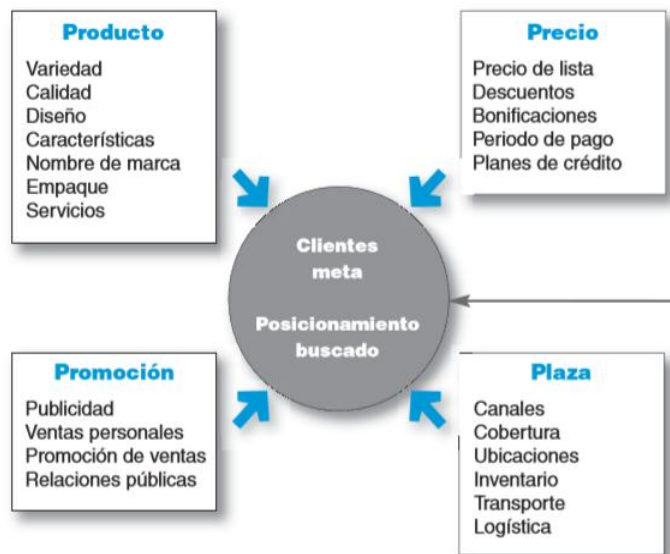 Producto
Variedad
Calidad
Diseño
Características
Nombre de marca
Empaque
Servicios
Precio
Precio de lista
Descuentos
Bonificaciones
Periodo de pago
Planes de crédito
Clientes
meta
Posicionamiento
buscado
Promoción
Publicidad
Ventas personales
Promoción de ventas
Relaciones públicas
Plaza
Canales
Cobertura
Ubicaciones
Inventario
Transporte
Logística